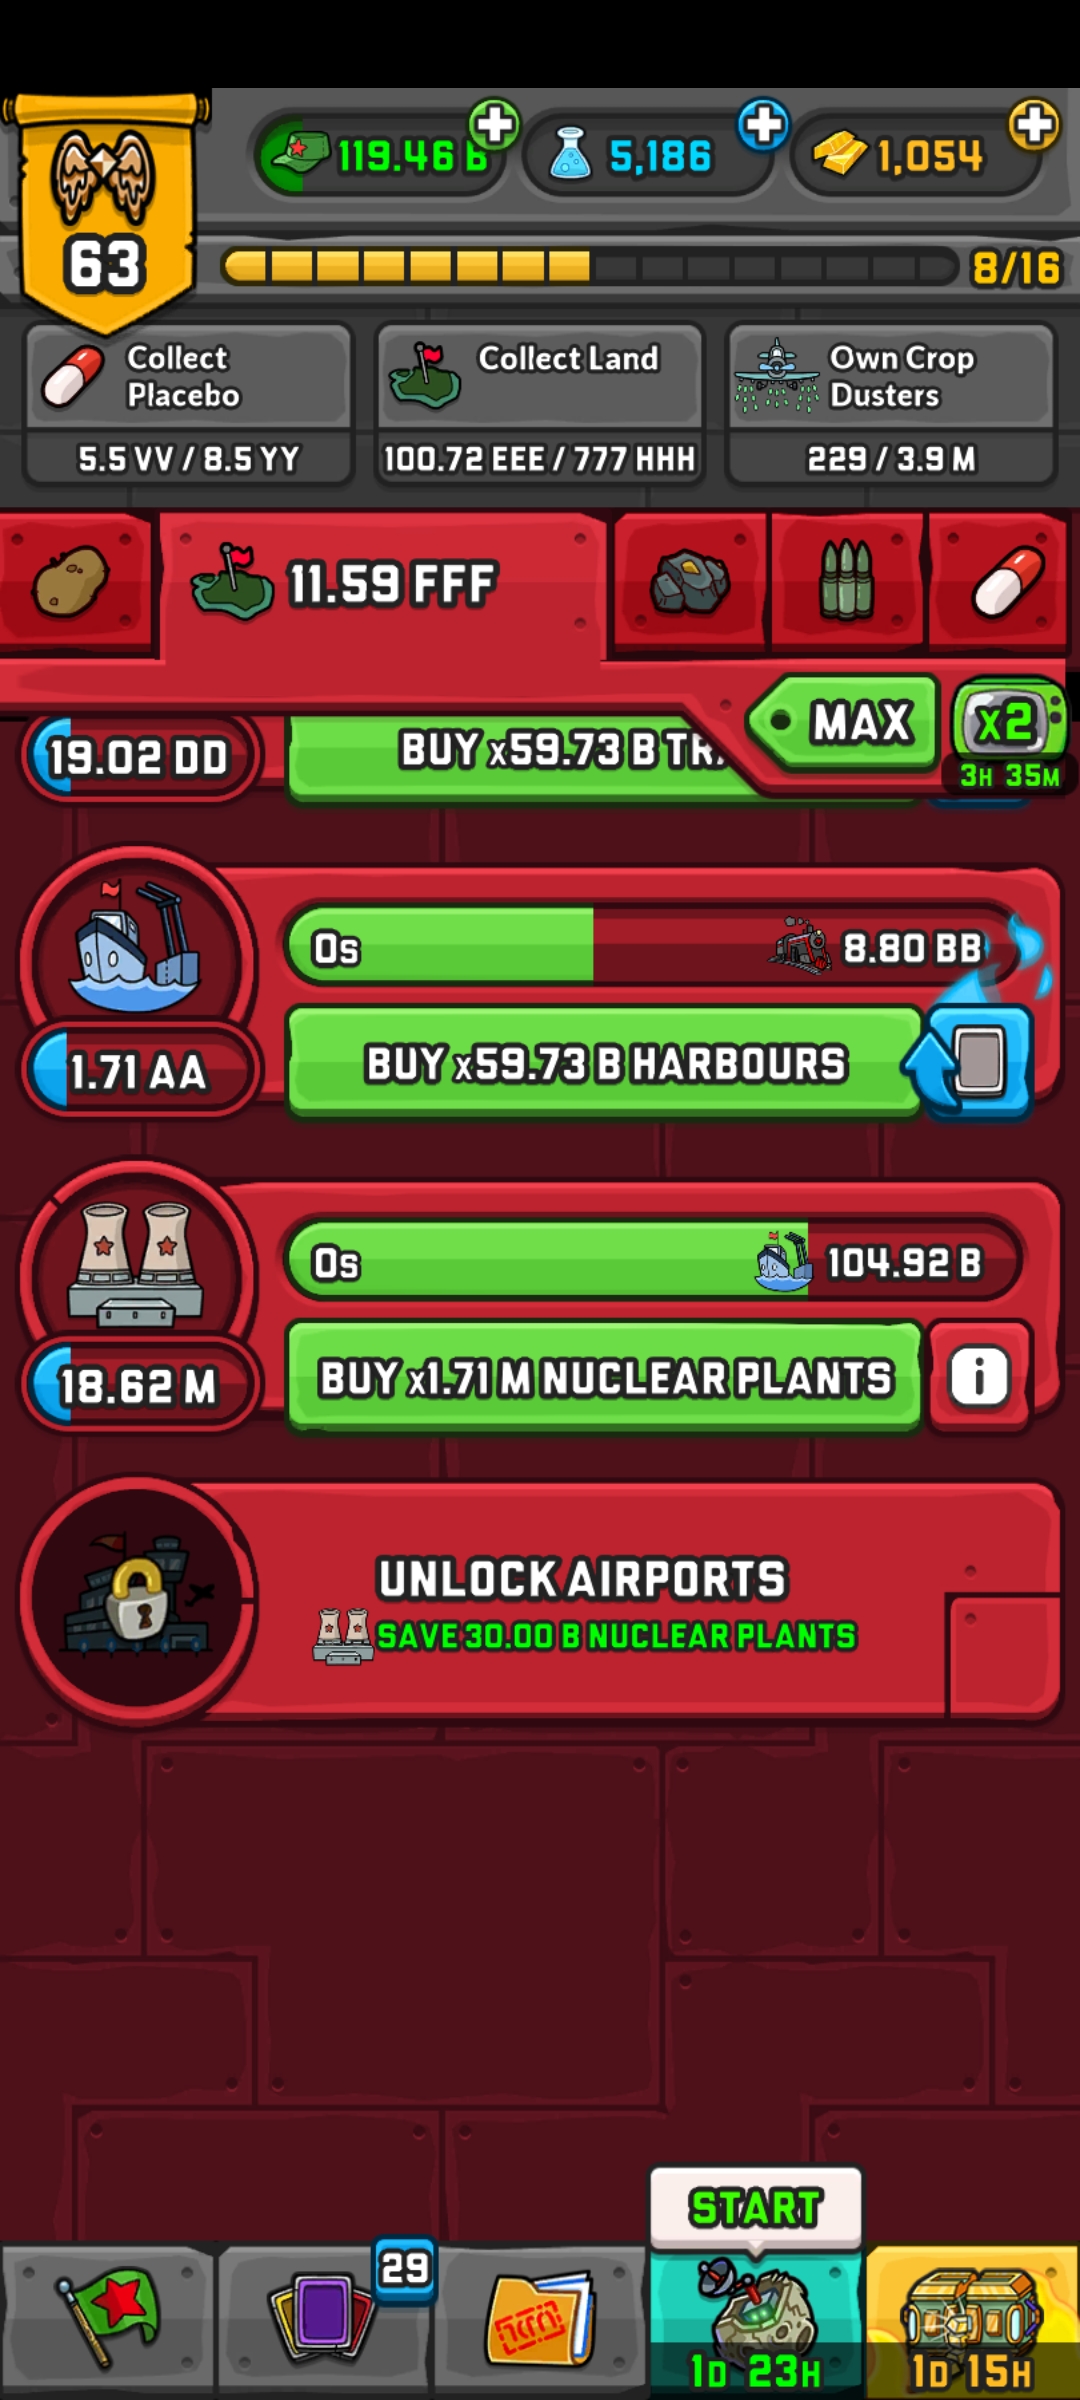 119.46 B
5,186
1,054
63
8/16
Collect
Placebo
5.5 VV / 8.5 YY
Collect Land
100.72 EEE / 777 HHH
Own Crop
Dusters
229 / 3.9 M
11.59 FFF
MAX
x2
3H 35M
19.02 DD
BUY x59.73 B
0s
8.80 BB
1.71 AA
BUY x59.73 B HARBOURS
0s
104.92 B
18.62 M
BUY x1.71 M NUCLEAR PLANTS
i
UNLOCK AIRPORTS
SAVE 30.00 B NUCLEAR PLANTS
START
29
1D 23H
1D 15H